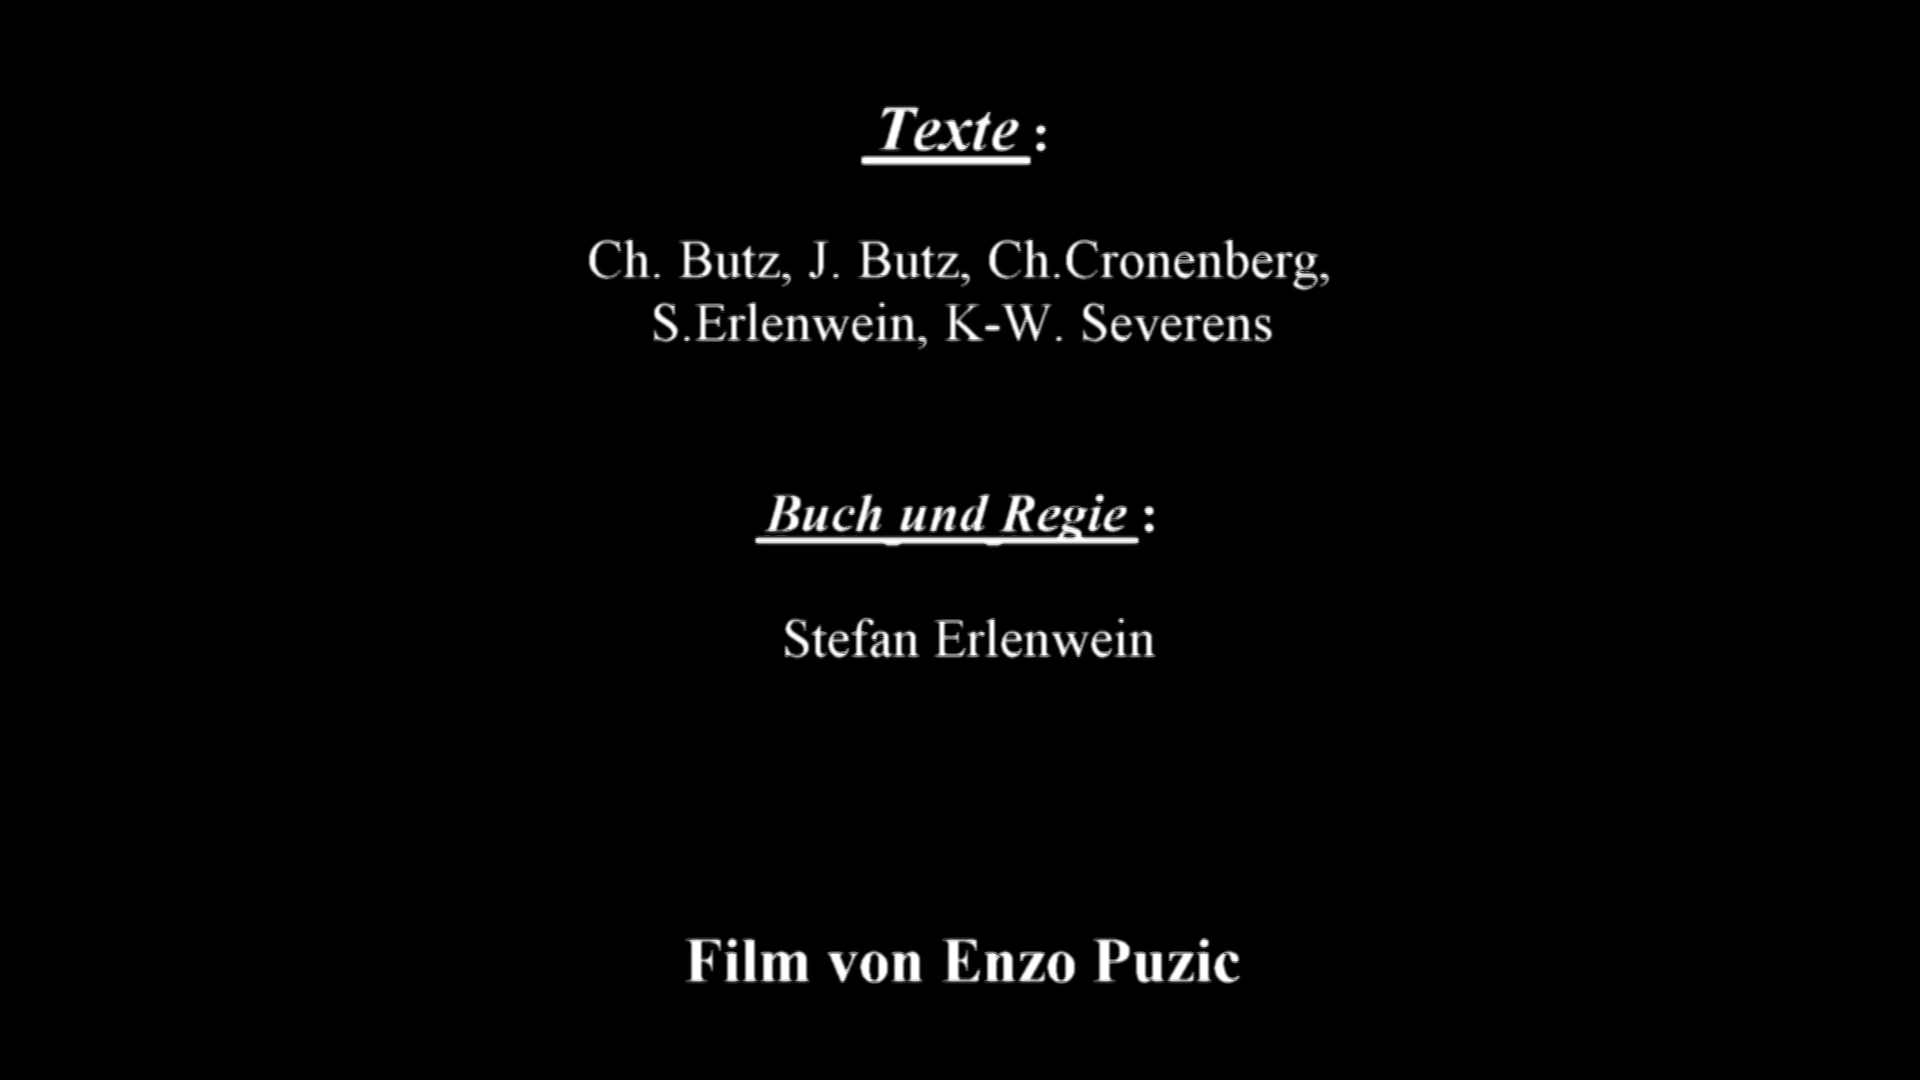 Texte :
Ch. Butz, J. Butz, Ch.Cronenberg,
S.Erlenwein, K-W. Severens
Buch und Regie :
Stefan Erlenwein
Film von Enzo Puzic